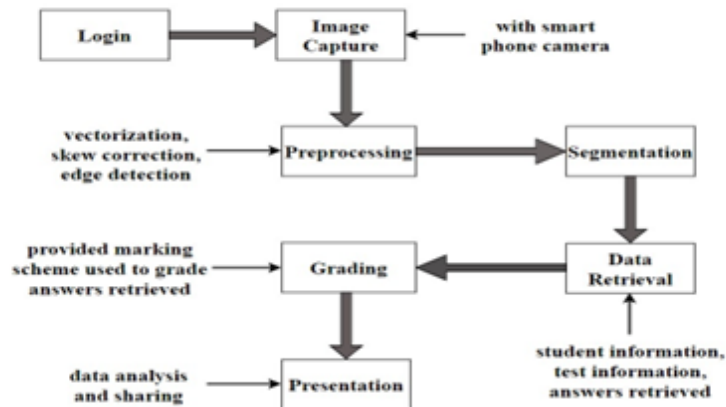 Login
Image
Capture
with smart
phone camera
vectorization,
skew correction,
edge detection
Preprocessing
Segmentation
provided marking
scheme used to grade
answers retrieved
Grading
Data
Retrieval
student information,
test information,
answers retrieved
data analysis
and sharing
Presentation